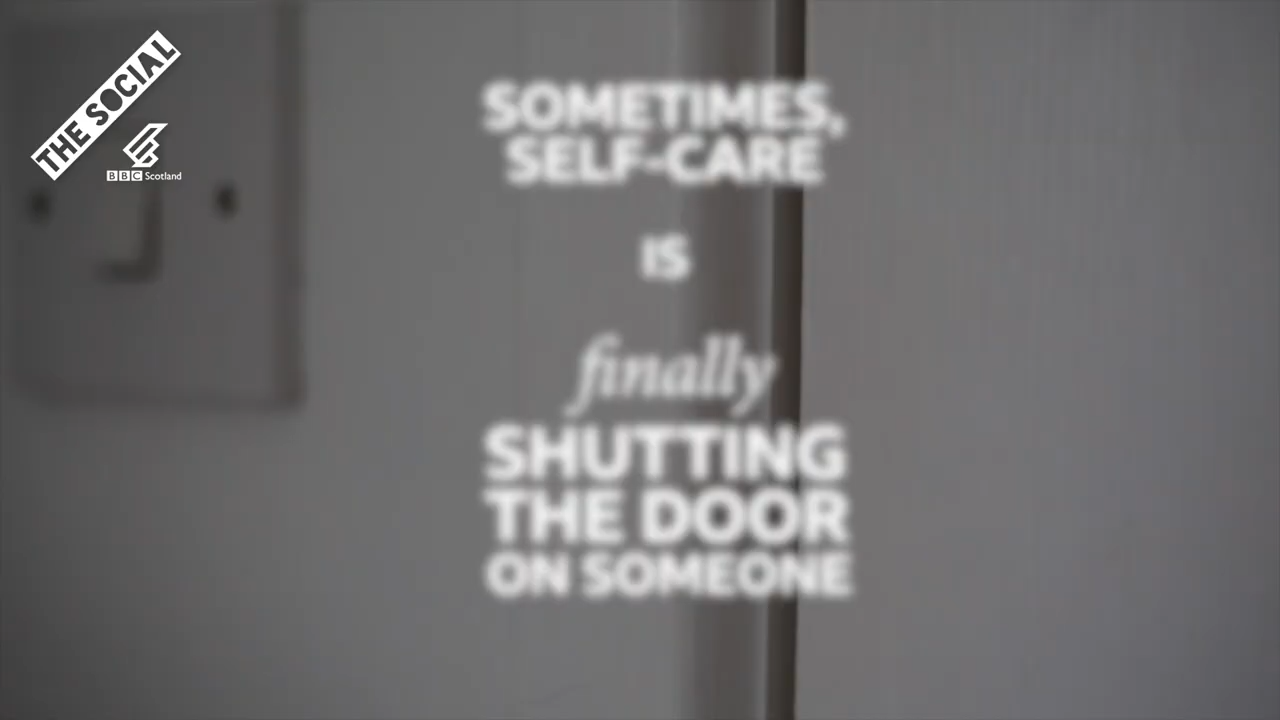 THE SOCIAL
BBC Scotland
SOMETIMES,
SELF-CARE
IS
finally
SHUTTING
THE DOOR
ON SOMEONE